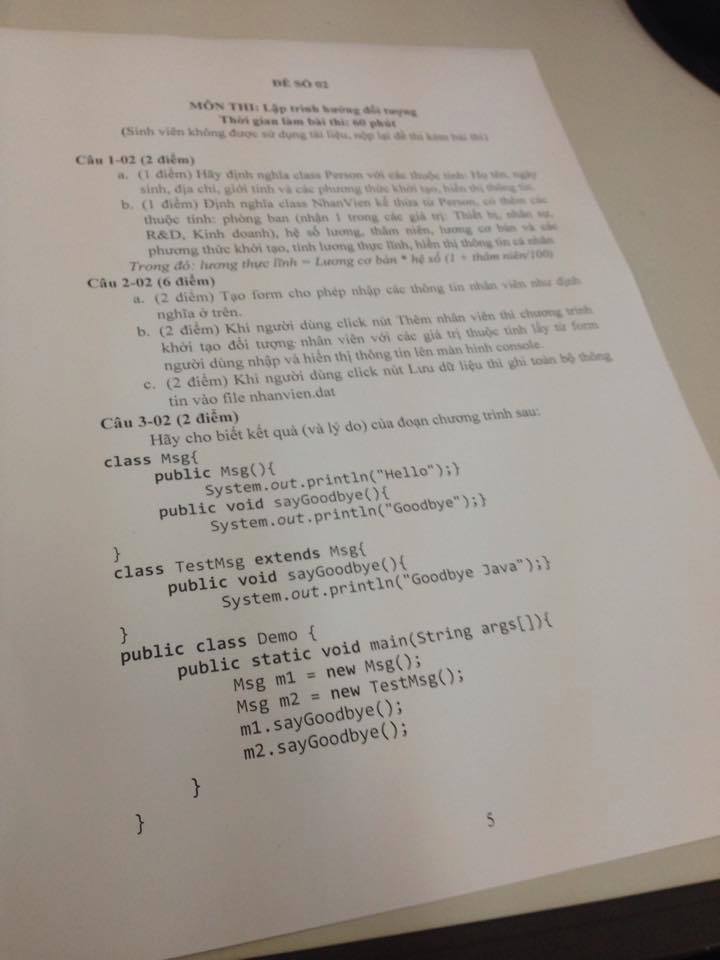 ĐỀ SỐ 02
MÔN THI: Lập trình hướng đối tượng
Thời gian làm bài thi: 60 phút
(Sinh viên không được sử dụng tài liệu, nộp lại đề thi kèm bài thi)
Câu 1-02 (2 điểm)
a. (1 điểm) Hãy định nghĩa class Person với các thuộc tính: Họ tên, ngày
sinh, địa chỉ, giới tính và các phương thức khởi tạo, hiển thị thông tin.
b. (1 điểm) Định nghĩa class NhanVien kế thừa từ Person, có thêm các
thuộc tính: phòng ban (nhận 1 trong các giá trị: Thiết bị, nhân sự,
R&D, Kinh doanh), hệ số lương, thâm niên, lương cơ bản và các
phương thức khởi tạo, tính lương thực lĩnh, hiển thị thông tin cá nhân
Trong đó: lương thực lĩnh = Lương cơ bản * hệ số (1 + thâm niên/100)
Câu 2-02 (6 điểm)
a. (2 điểm) Tạo form cho phép nhập các thông tin nhân viên như định
nghĩa ở trên.
b. (2 điểm) Khi người dùng click nút Thêm nhân viên thì chương trình
khởi tạo đối tượng nhân viên với các giá trị thuộc tính lấy từ form
người dùng nhập và hiển thị thông tin lên màn hình console.
c. (2 điểm) Khi người dùng click nút Lưu dữ liệu thì ghi toàn bộ thông
tin vào file nhanvien.dat
Câu 3-02 (2 điểm)
Hãy cho biết kết quả (và lý do) của đoạn chương trình sau:
class Msg{
public Msg(){
System.out.println("Hello");}
public void sayGoodbye(){
System.out.println("Goodbye");}
}
class TestMsg extends Msg{
public void sayGoodbye(){
System.out.println("Goodbye Java");}
}
public class Demo {
public static void main(String args[]){
Msg m1 = new Msg();
Msg m2 = new TestMsg();
m1.sayGoodbye();
m2.sayGoodbye();
}
}
5